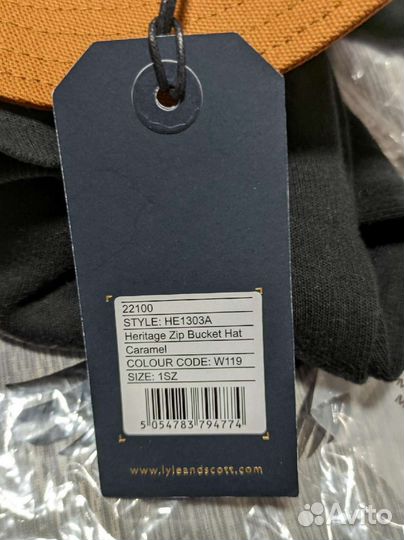 22100
STYLE: HE1303A
Heritage Zip Bucket Hat
Caramel
COLOUR CODE: W119
SIZE: 1SZ
5 054783 794774
www.lyleandscott.com
Avito